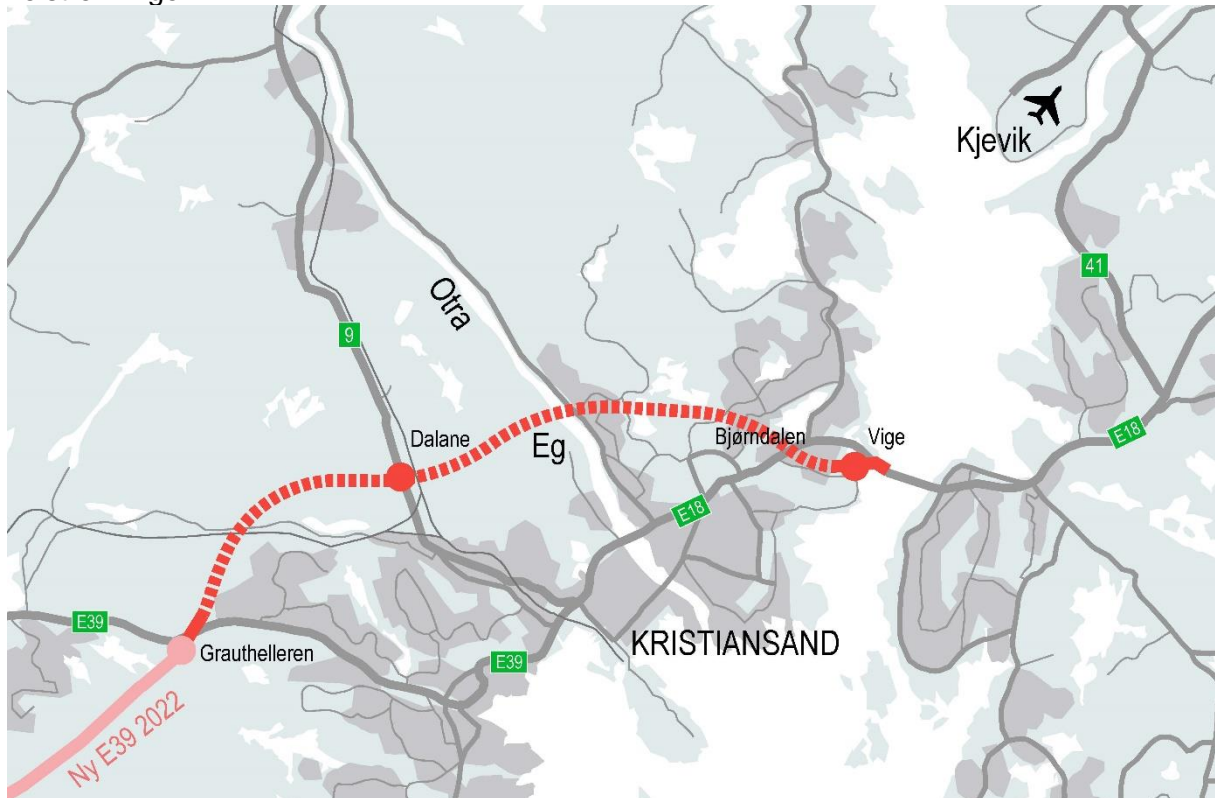 Kjevik
41
Otra
9
Dalane
Eg
Bjørndalen
Vige
E18
E18
E39
Grauthelleren
KRISTIANSAND
E39
Ny E39 2022